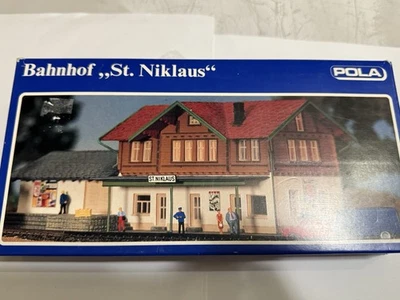 Bahnhof „St. Niklaus“
POLA
ST NIKLAUS